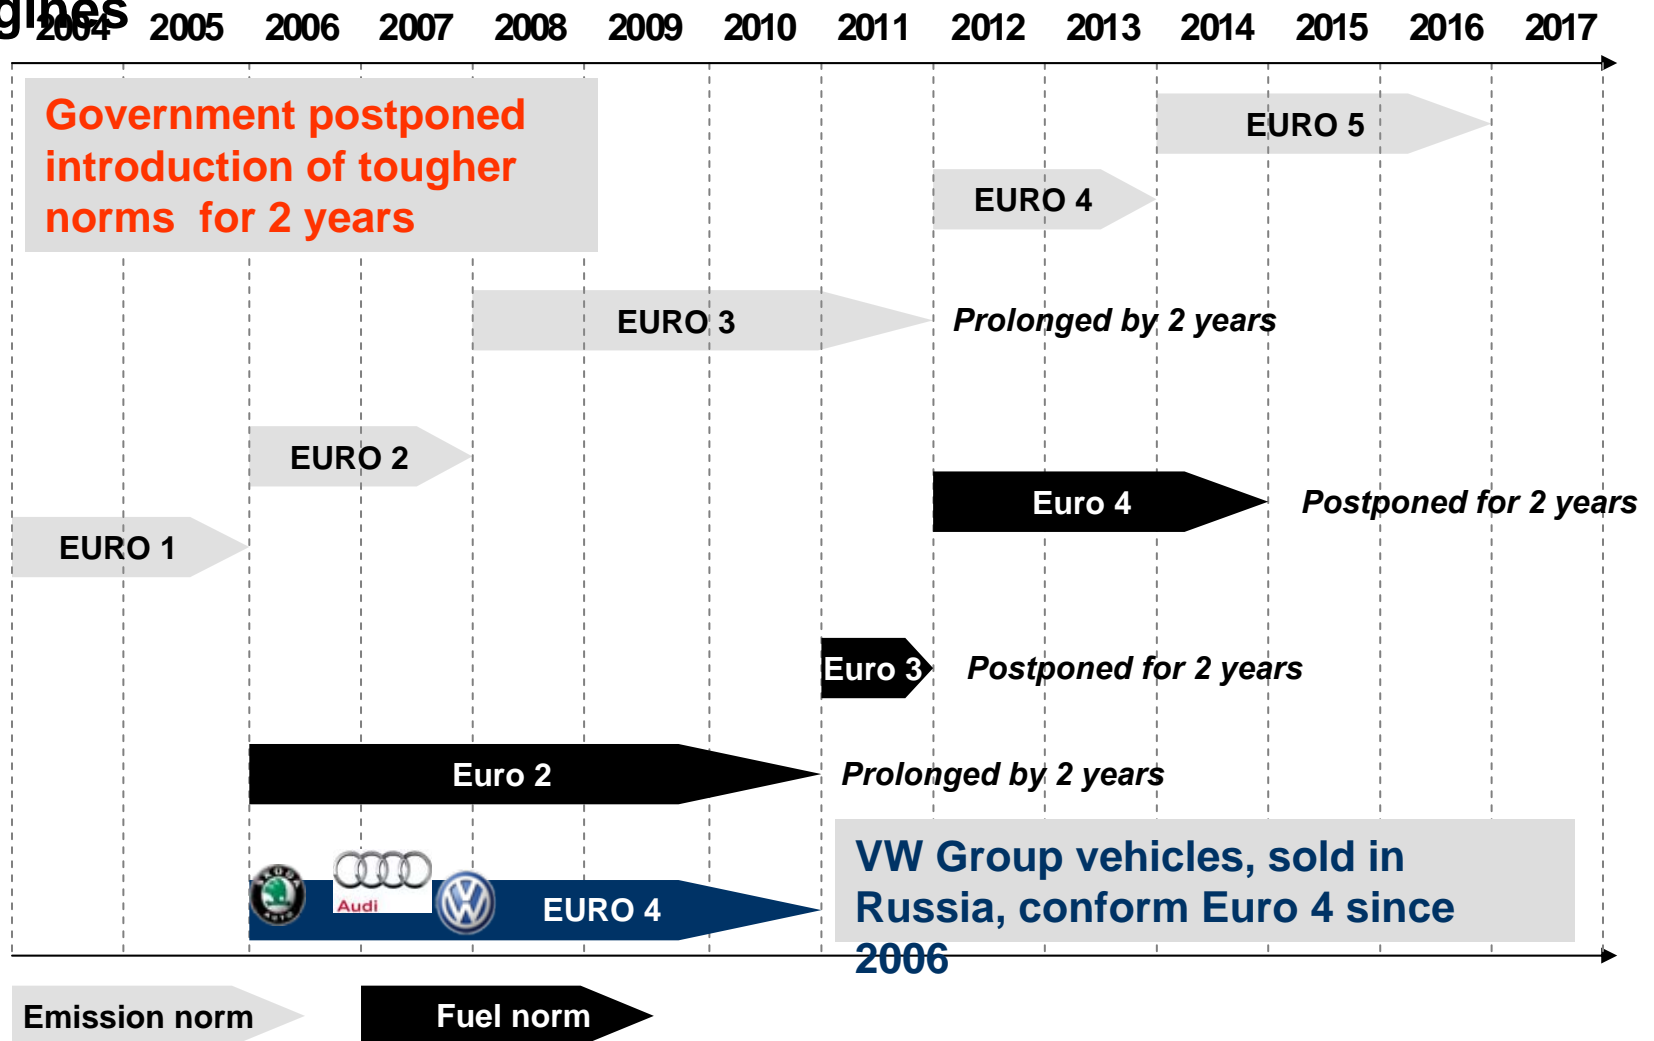 gines
2004 2005 2006 2007 2008 2009 2010 2011 2012 2013 2014 2015 2016 2017
Government postponed
introduction of tougher
norms for 2 years
EURO 5
EURO 4
EURO 3
Prolonged by 2 years
EURO 2
Euro 4
Postponed for 2 years
EURO 1
Euro 3
Postponed for 2 years
Euro 2
Prolonged by 2 years
VW Group vehicles, sold in
Russia, conform Euro 4 since
2006
SKODA
AUTO
Audi
EURO 4
Emission norm
Fuel norm